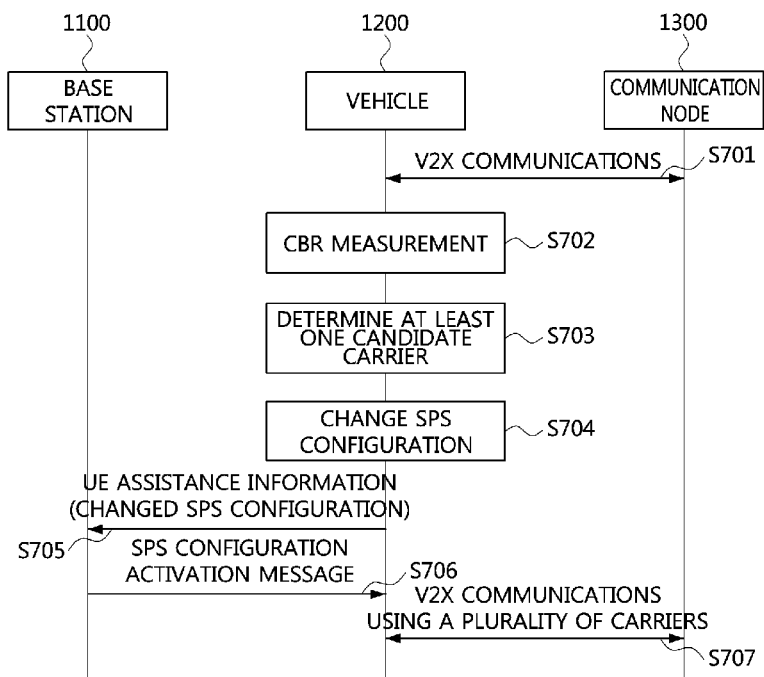 1100
1200
1300
BASE
STATION
VEHICLE
COMMUNICATION
NODE
V2X COMMUNICATIONS
S701
CBR MEASUREMENT
S702
DETERMINE AT LEAST
ONE CANDIDATE
CARRIER
S703
CHANGE SPS
CONFIGURATION
S704
UE ASSISTANCE INFORMATION
(CHANGED SPS CONFIGURATION)
S705
SPS CONFIGURATION
ACTIVATION MESSAGE
S706
V2X COMMUNICATIONS
USING A PLURALITY OF CARRIERS
S707